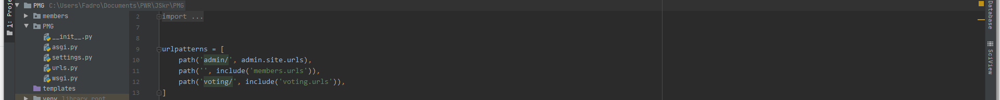 1: Proje
PMG C:\Users\Fadro\Documents\PWR\JSkr\PMG
members
PMG
__init__.py
asgi.py
settings.py
urls.py
wsgi.py
templates
venv library root
2 import ...
7
8
9 urlpatterns = [
10 path('admin/', admin.site.urls),
11 path('', include('members.urls')),
12 path('voting/', include('voting.urls')),
13 ]
Database
SciView